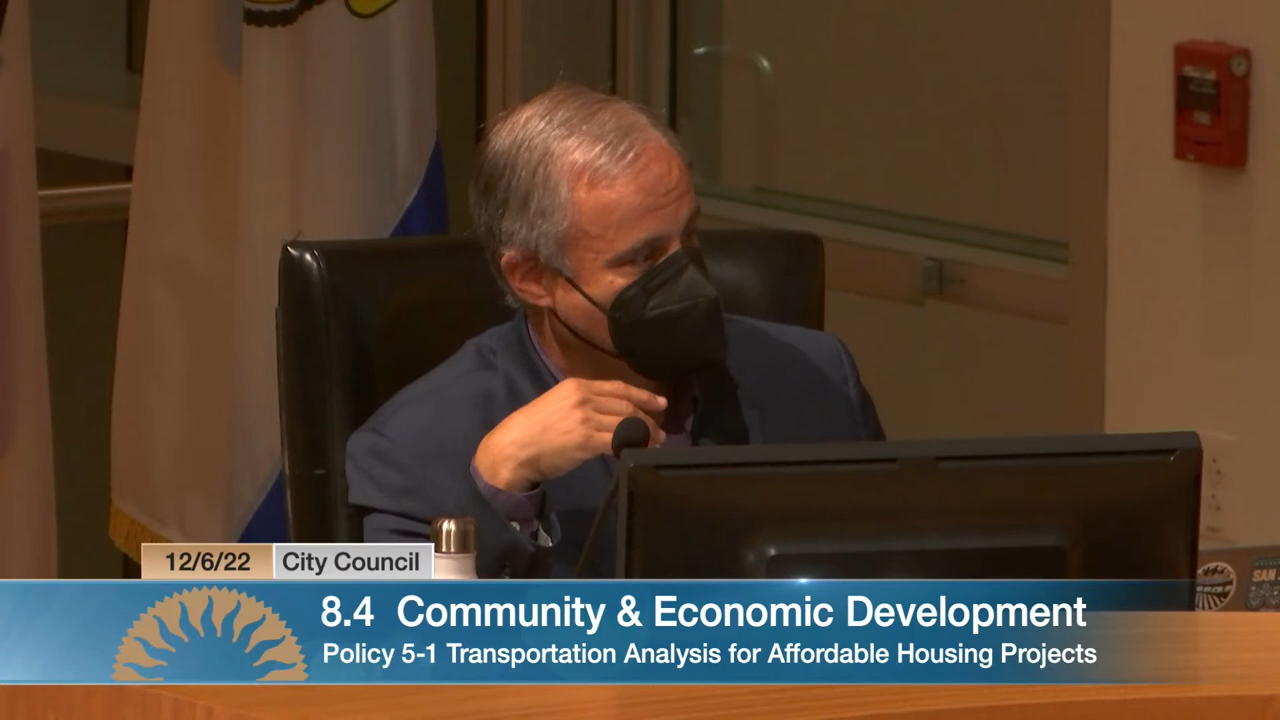 12/6/22 City Council
8.4 Community & Economic Development
Policy 5-1 Transportation Analysis for Affordable Housing Projects
SAN